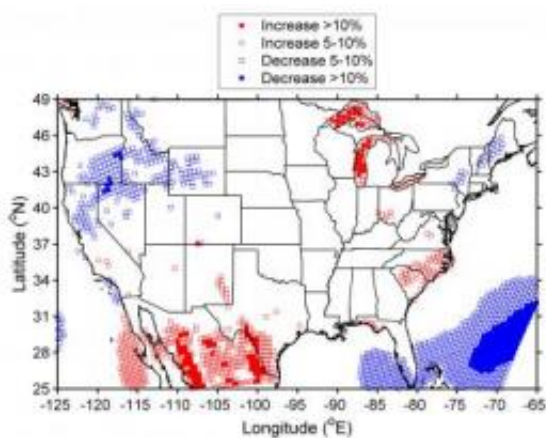 Increase >10%
Increase 5-10%
Decrease 5-10%
Decrease >10%
49
46
43
40
37
34
31
28
25
Latitude (°N)
-125 -120 -115 -110 -105 -100 -95 -90 -85 -80 -75 -70 -65
Longitude (°E)